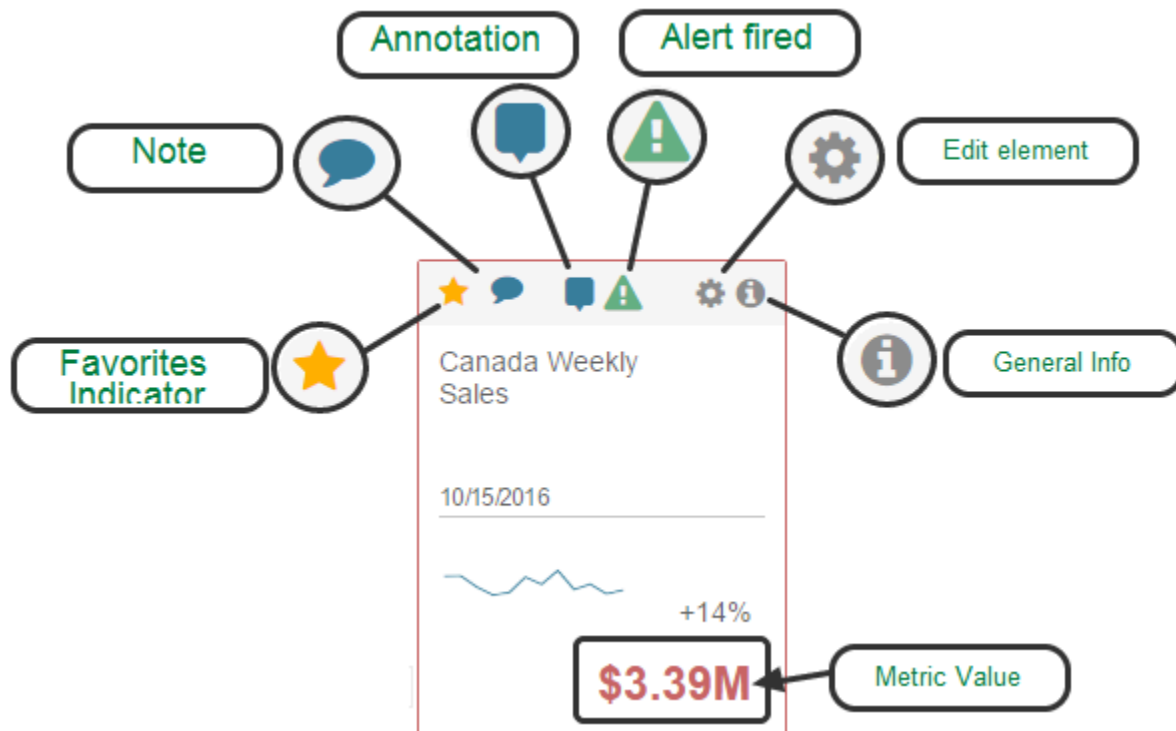 Annotation
Alert fired
Note
Edit element
Favorites
Indicator
General Info
Canada Weekly
Sales
10/15/2016
+14%
$3.39M
Metric Value